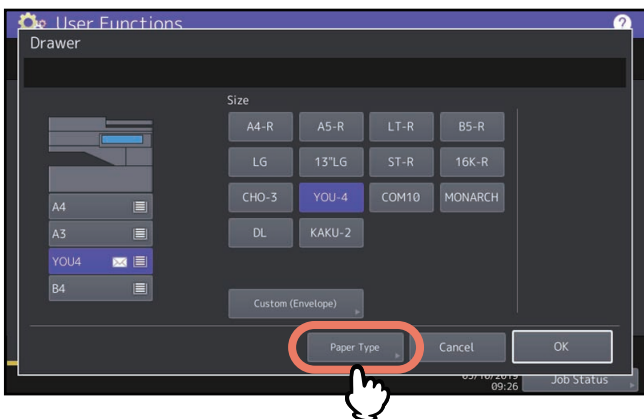 User Functions ?
Drawer
Size
A4-R A5-R LT-R B5-R
LG 13"LG ST-R 16K-R
CHO-3 YOU-4 COM10 MONARCH
DL KAKU-2
A4
A3
YOU4
B4
Custom (Envelope)
Paper Type Cancel OK
09:26 Job Status